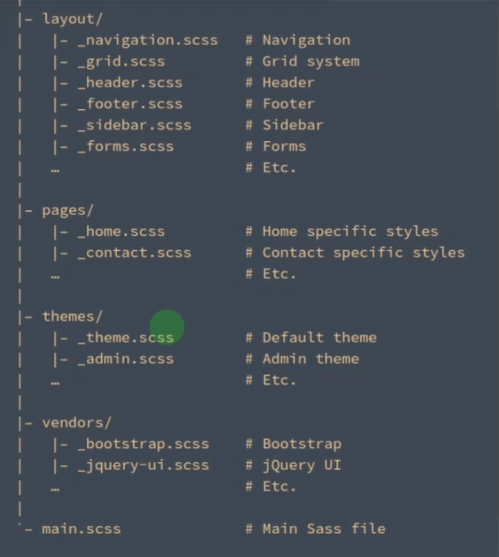 |– layout/
|   |– _navigation.scss   # Navigation
|   |– _grid.scss         # Grid system
|   |– _header.scss       # Header
|   |– _footer.scss       # Footer
|   |– _sidebar.scss      # Sidebar
|   |– _forms.scss        # Forms
|   …                     # Etc.
|
|– pages/
|   |– _home.scss         # Home specific styles
|   |– _contact.scss      # Contact specific styles
|   …                     # Etc.
|
|– themes/
|   |– _theme.scss        # Default theme
|   |– _admin.scss        # Admin theme
|   …                     # Etc.
|
|– vendors/
|   |– _bootstrap.scss    # Bootstrap
|   |– _jquery-ui.scss    # jQuery UI
|   …                     # Etc.
|
`– main.scss              # Main Sass file